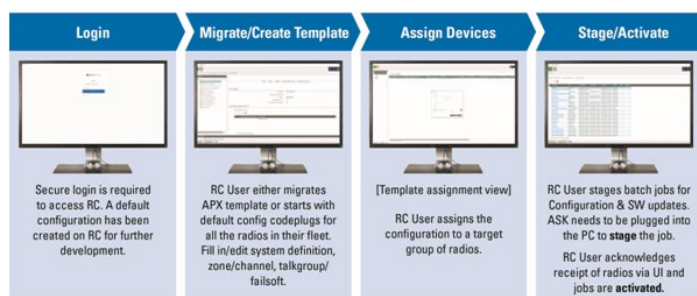 Login
Migrate/Create Template
Assign Devices
Stage/Activate
Secure login is required
to access RC. A default
configuration has been
created on RC for further
development.
RC User either migrates
APX template or starts with
default config codeplugs for
all the radios in their fleet.
Fill in/edit system definition,
zone/channel, talkgroup/
failsoft.
[Template assignment view]
RC User assigns the
configuration to a target
group of radios.
RC User stages batch jobs for
Configuration & SW updates.
ASK needs to be plugged into
the PC to stage the job.
RC User acknowledges
receipt of radios via UI and
jobs are activated.